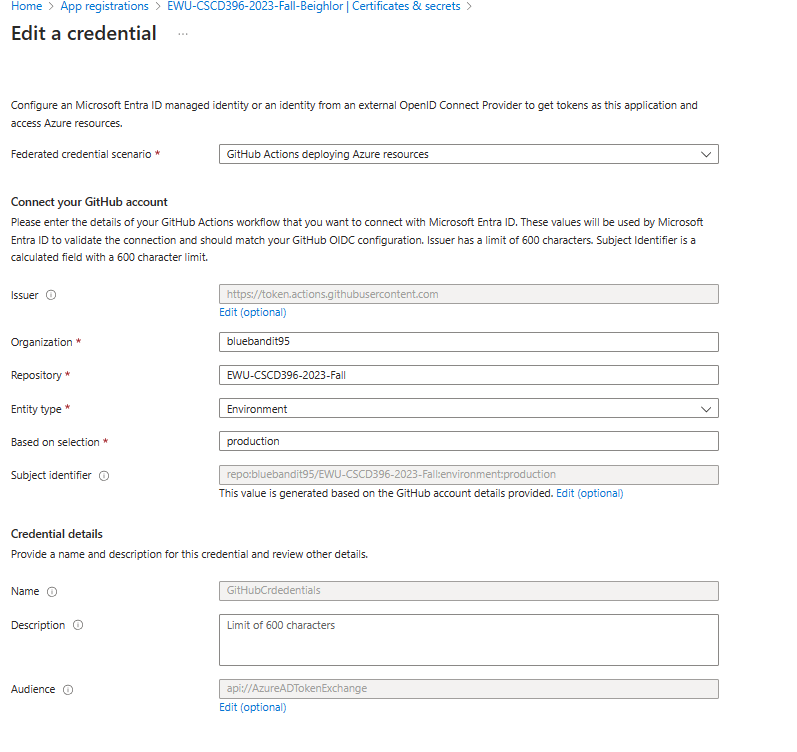 Home > App registrations > EWU-CSCD396-2023-Fall-Beighlor | Certificates & secrets >
Edit a credential ...
Configure an Microsoft Entra ID managed identity or an identity from an external OpenID Connect Provider to get tokens as this application and
access Azure resources.
Federated credential scenario * GitHub Actions deploying Azure resources
Connect your GitHub account
Please enter the details of your GitHub Actions workflow that you want to connect with Microsoft Entra ID. These values will be used by Microsoft
Entra ID to validate the connection and should match your GitHub OIDC configuration. Issuer has a limit of 600 characters. Subject Identifier is a
calculated field with a 600 character limit.
Issuer https://token.actions.githubusercontent.com
Edit (optional)
Organization * bluebandit95
Repository * EWU-CSCD396-2023-Fall
Entity type * Environment
Based on selection * production
Subject identifier repo:bluebandit95/EWU-CSCD396-2023-Fall:environment:production
This value is generated based on the GitHub account details provided. Edit (optional)
Credential details
Provide a name and description for this credential and review other details.
Name GitHubCrdedentials
Description Limit of 600 characters
Audience api://AzureADTokenExchange
Edit (optional)